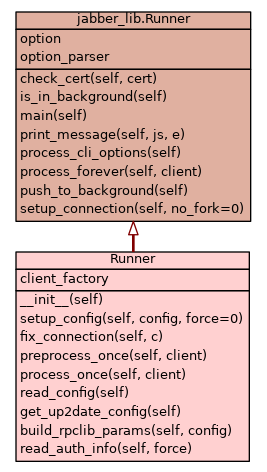 jabber_lib.Runner
option
option_parser
check_cert(self, cert)
is_in_background(self)
main(self)
print_message(self, js, e)
process_cli_options(self)
process_forever(self, client)
push_to_background(self)
setup_connection(self, no_fork=0)
Runner
client_factory
__init__(self)
setup_config(self, config, force=0)
fix_connection(self, c)
preprocess_once(self, client)
process_once(self, client)
read_config(self)
get_up2date_config(self)
build_rpclib_params(self, config)
read_auth_info(self, force)